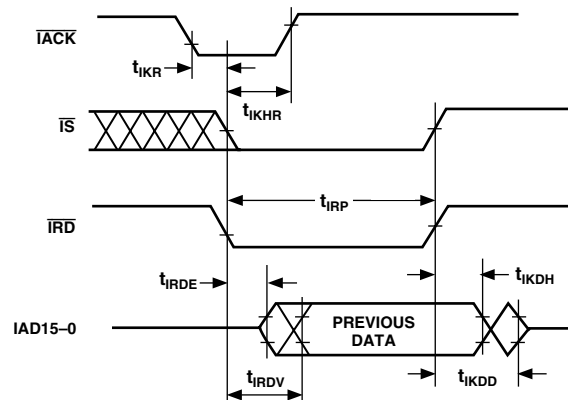 IACK
tIKR
tIKHR
IS
tIRP
IRD
tIRDE
tIKDH
IAD15–0
PREVIOUS
DATA
tIRDV
tIKDD